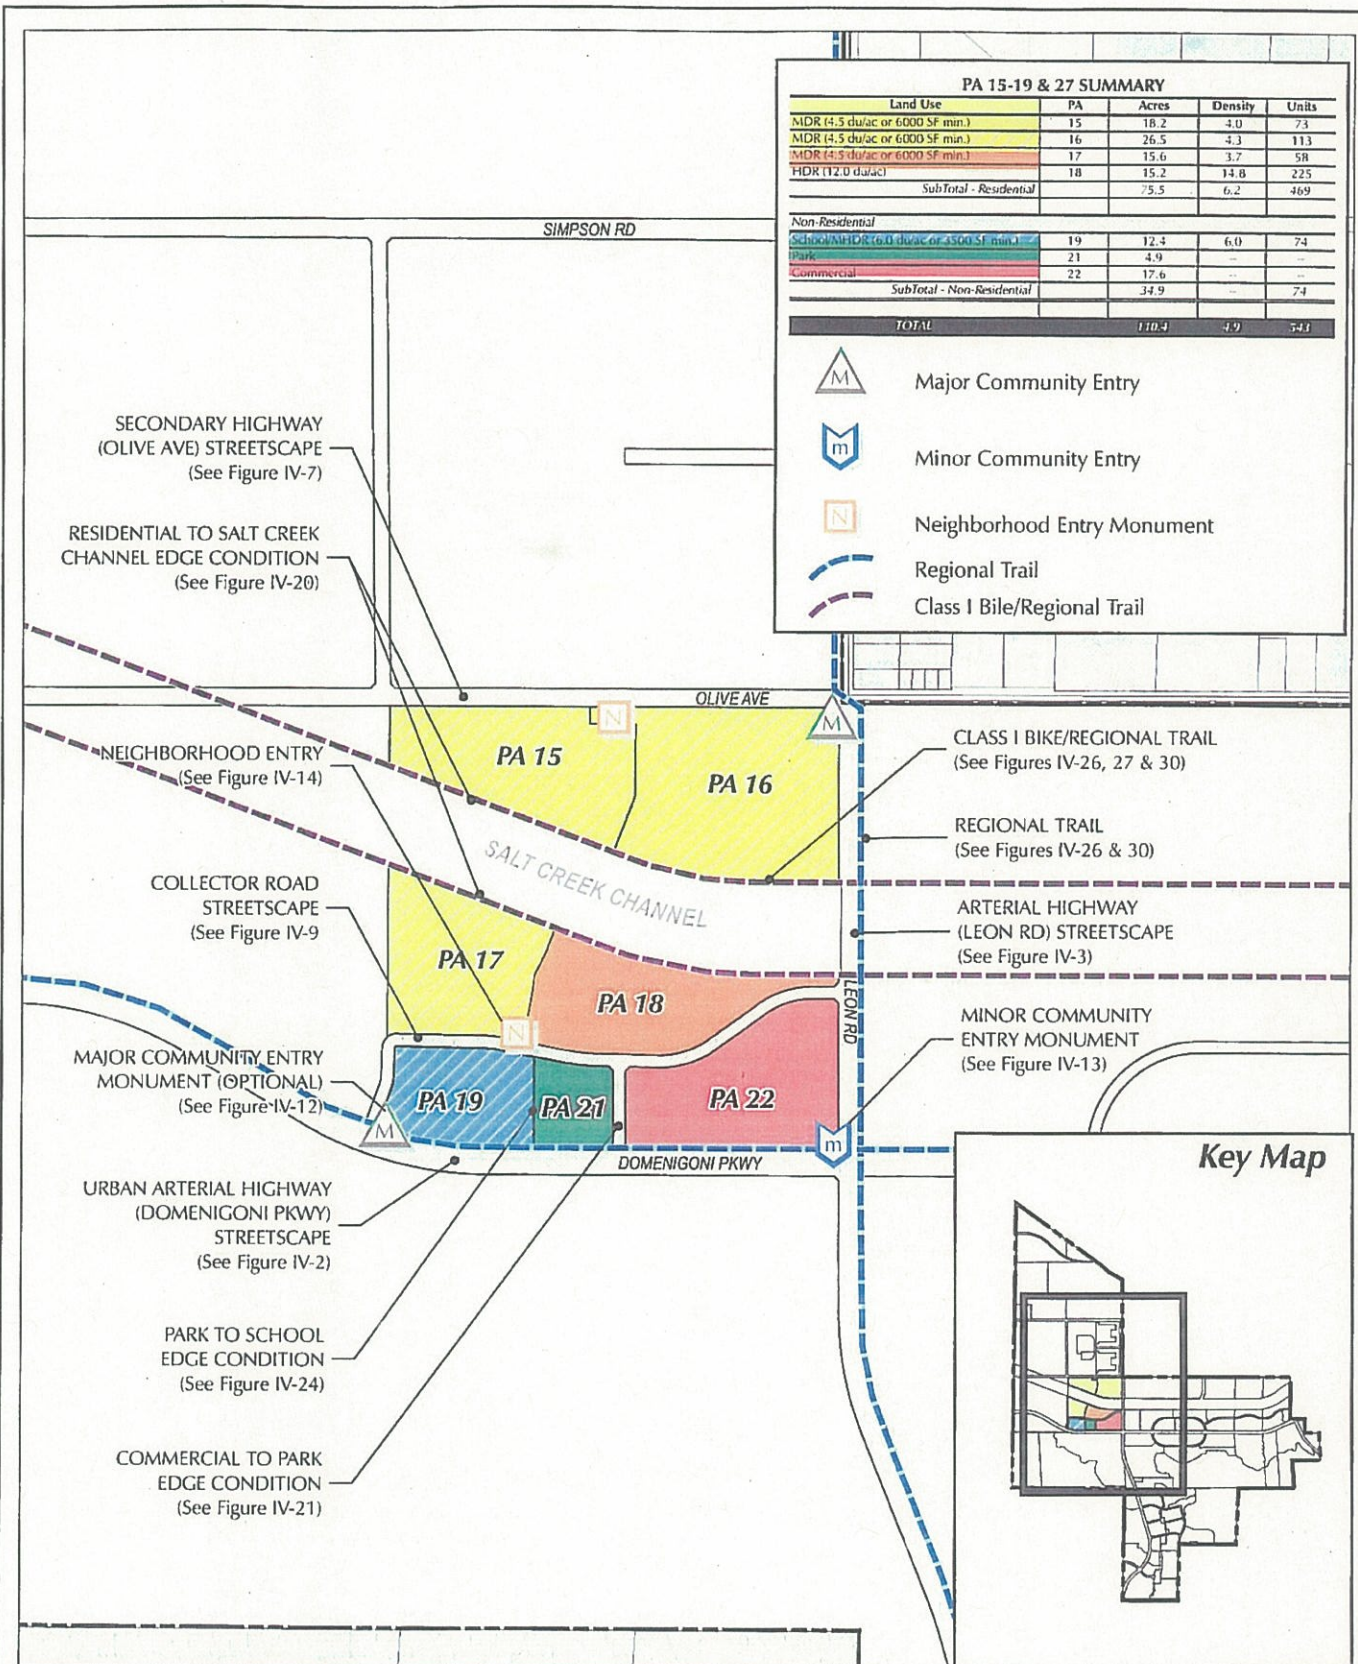 PA 15-19 & 27 SUMMARY
Land Use PA Acres Density Units
MDR (4.5 du/ac or 6000 SF min.) 15 18.2 4.0 73
MDR (4.5 du/ac or 6000 SF min.) 16 26.5 4.3 113
MDR (4.5 du/ac or 6000 SF min.) 17 15.6 3.7 58
HDR (12.0 du/ac) 18 15.2 14.8 225
SubTotal - Residential 75.5 6.2 469
Non-Residential
School/MHDR (6.0 du/ac or 3500 SF min.) 19 12.4 6.0 74
Park 21 4.9 -- --
Commercial 22 17.6 -- --
SubTotal - Non-Residential 34.9 -- 74
TOTAL 110.4 4.9 543
M Major Community Entry
m Minor Community Entry
N Neighborhood Entry Monument
Regional Trail
Class I Bile/Regional Trail
SIMPSON RD
SECONDARY HIGHWAY
(OLIVE AVE) STREETSCAPE
(See Figure IV-7)
RESIDENTIAL TO SALT CREEK
CHANNEL EDGE CONDITION
(See Figure IV-20)
OLIVE AVE
N
M
NEIGHBORHOOD ENTRY
(See Figure IV-14)
PA 15
PA 16
CLASS I BIKE/REGIONAL TRAIL
(See Figures IV-26, 27 & 30)
REGIONAL TRAIL
(See Figures IV-26 & 30)
SALT CREEK CHANNEL
COLLECTOR ROAD
STREETSCAPE
(See Figure IV-9
ARTERIAL HIGHWAY
(LEON RD) STREETSCAPE
(See Figure IV-3)
PA 17
PA 18
LEON RD
N
MINOR COMMUNITY
ENTRY MONUMENT
(See Figure IV-13)
MAJOR COMMUNITY ENTRY
MONUMENT (OPTIONAL)
(See Figure IV-12)
PA 19
PA 21
PA 22
M
m
DOMENIGONI PKWY
URBAN ARTERIAL HIGHWAY
(DOMENIGONI PKWY)
STREETSCAPE
(See Figure IV-2)
PARK TO SCHOOL
EDGE CONDITION
(See Figure IV-24)
COMMERCIAL TO PARK
EDGE CONDITION
(See Figure IV-21)
Key Map